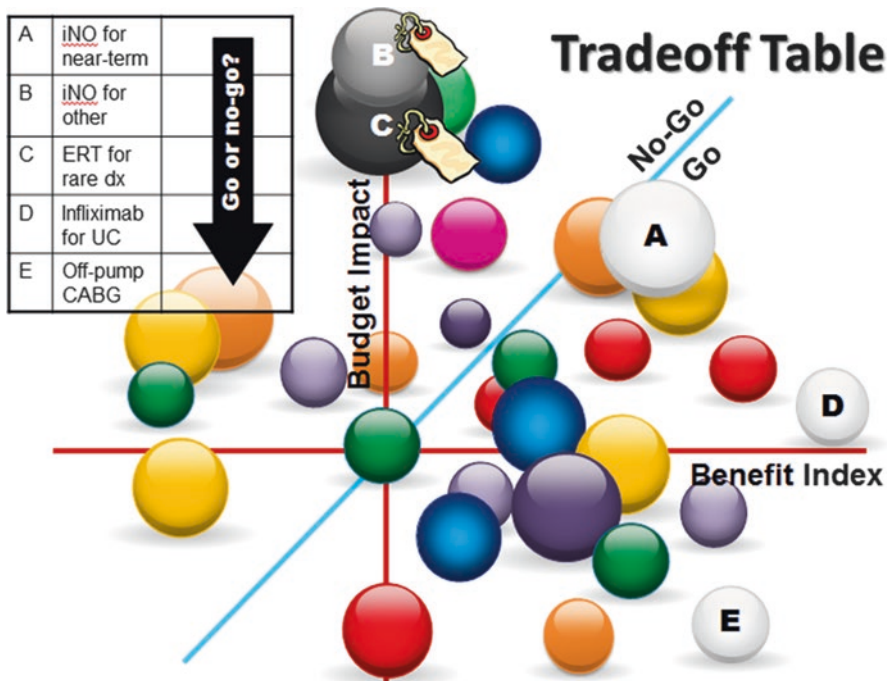 Tradeoff Table
A iNO for
near-term
B iNO for
other
C ERT for
rare dx
D Infliximab
for UC
E Off-pump
CABG
Go or no-go?
B
C
No-Go
Go
A
Budget Impact
D
Benefit Index
E